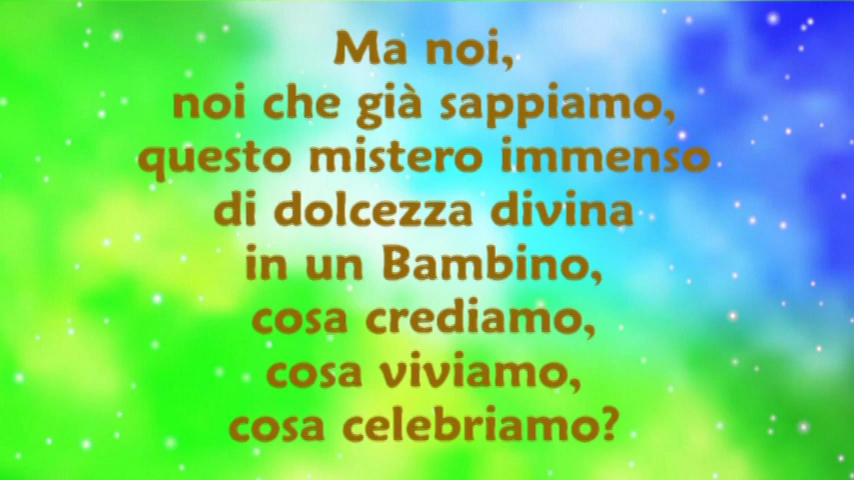 Ma noi,
noi che già sappiamo,
questo mistero immenso
di dolcezza divina
in un Bambino,
cosa crediamo,
cosa viviamo,
cosa celebriamo?